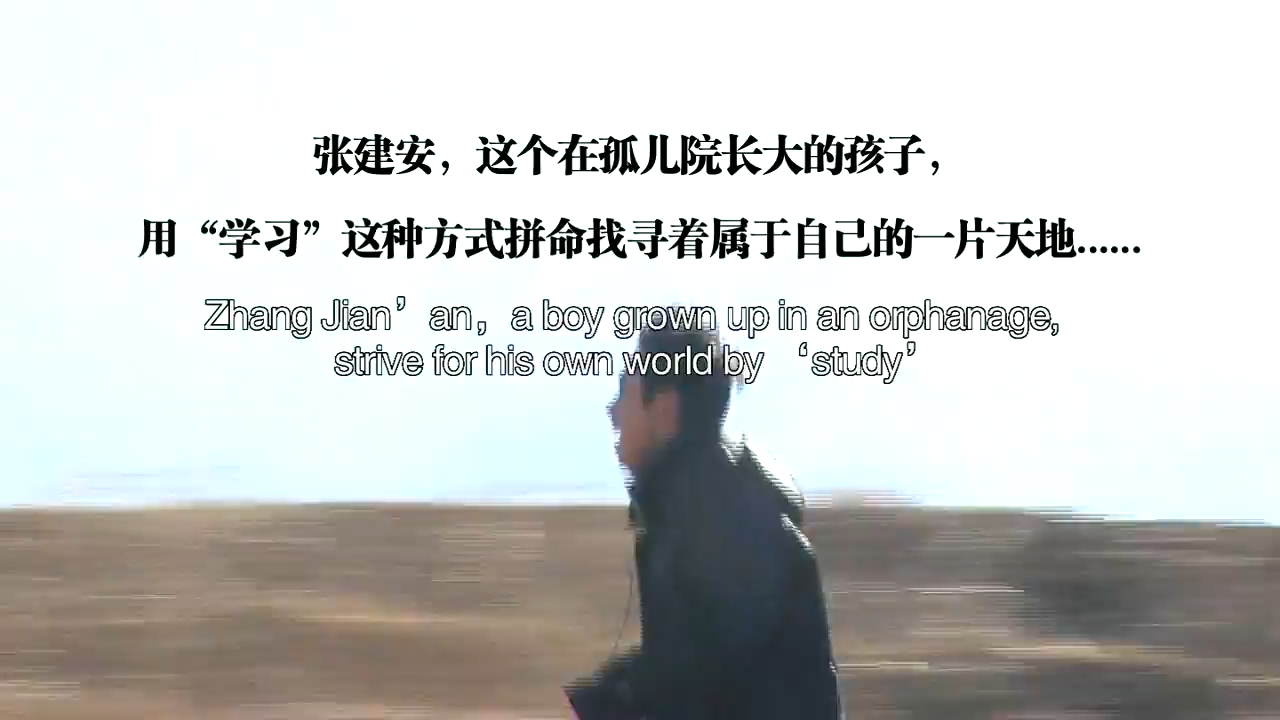 张建安，这个在孤儿院长大的孩子，
用“学习”这种方式拼命找寻着属于自己的一片天地......
Zhang Jian’an，a boy grown up in an orphanage,
strive for his own world by ‘study’